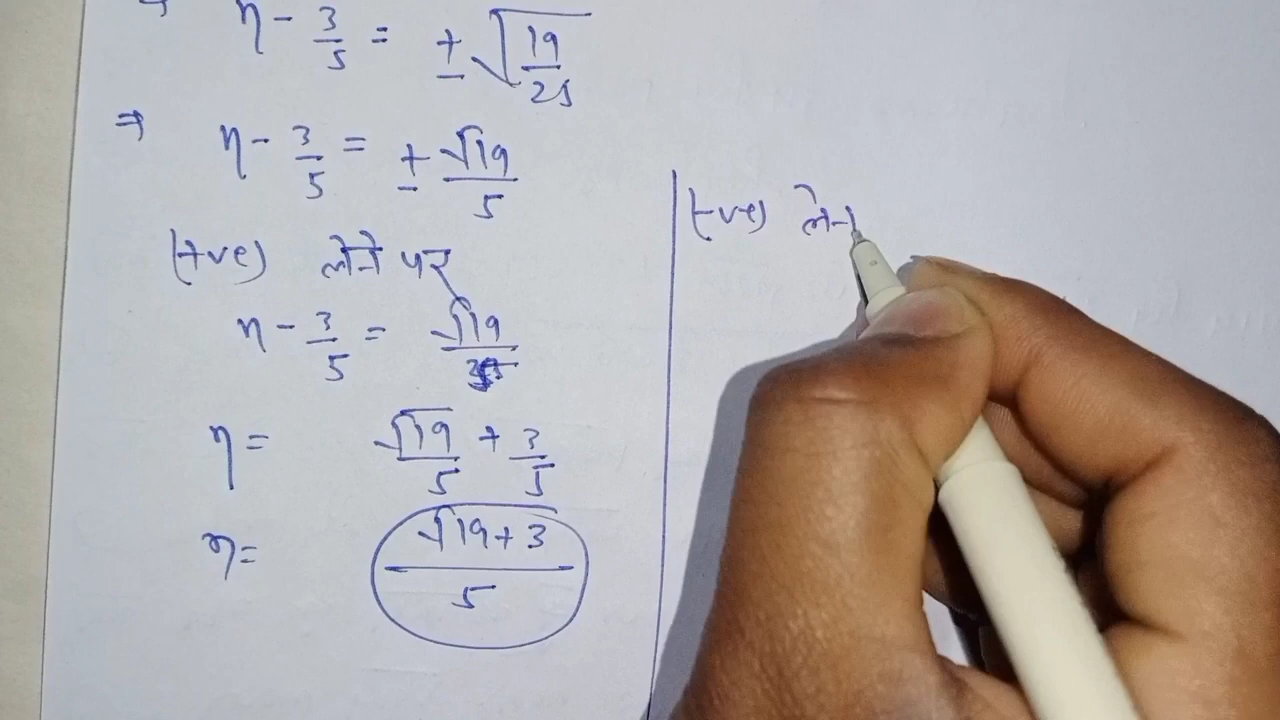 ⇒ η - 3/5 = ± √(19/25)
⇒ η - 3/5 = ± √19/5
(+ve) लेने पर
η - 3/5 = √19/5
η = √19/5 + 3/5
η = (√19 + 3)/5
(-ve) लेने